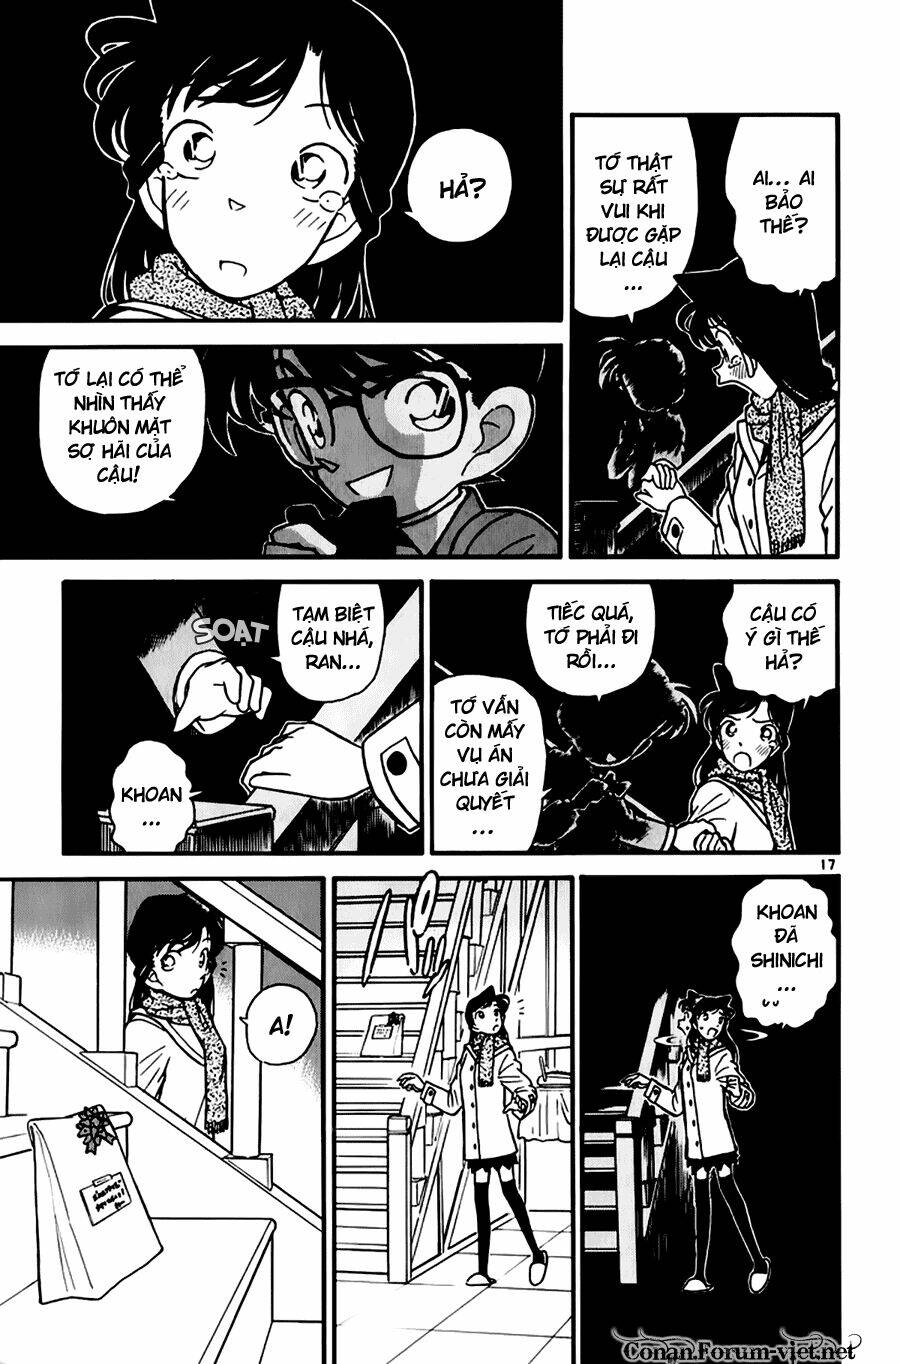 AI... AI
BẢO
THẾ?
TỚ THẬT
SỰ RẤT
VUI KHI
ĐƯỢC GẶP
LẠI CẬU
...
HẢ?
TỚ LẠI CÓ THỂ
NHÌN THẤY
KHUÔN MẶT
SỢ HÃI CỦA
CẬU!
CẬU CÓ
Ý GÌ THẾ
HẢ?
TIẾC QUÁ,
TỚ PHẢI ĐI
RỒI...
TỚ VẪN
CÒN MẤY
VỤ ÁN
CHƯA GIẢI
QUYẾT
...
TẠM BIỆT
CẬU NHÁ,
RAN...
SOẠT
KHOAN
...
17
KHOAN
ĐÃ
SHINICHI
...
A!
Conan.Forum-viet.net